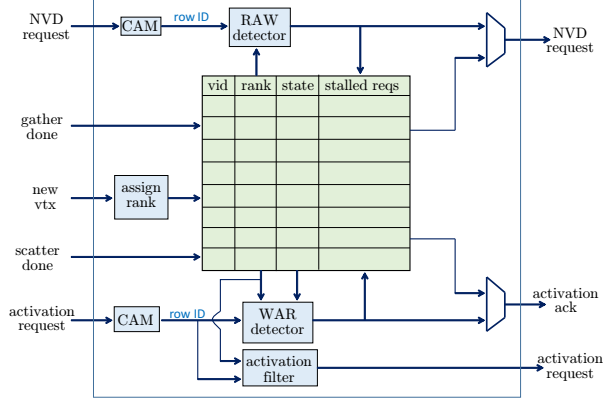 NVD
request
CAM
row ID
RAW
detector
NVD
request
vid rank state stalled reqs
gather
done
new
vtx
assign
rank
scatter
done
activation
request
CAM
row ID
WAR
detector
activation
ack
activation
filter
activation
request